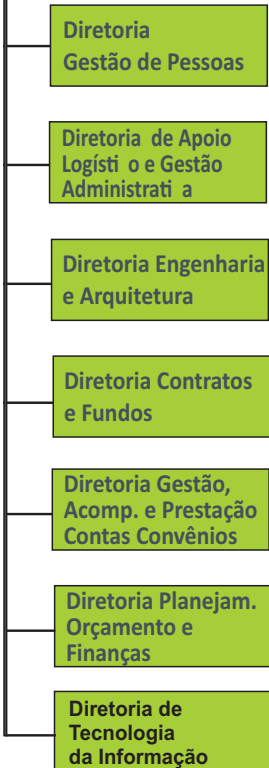 Diretoria
Gestão de Pessoas
Diretoria de Apoio
Logísti o e Gestão
Administrati a
Diretoria Engenharia
e Arquitetura
Diretoria Contratos
e Fundos
Diretoria Gestão,
Acomp. e Prestação
Contas Convênios
Diretoria Planejam.
Orçamento e
Finanças
Diretoria de
Tecnologia
da Informação